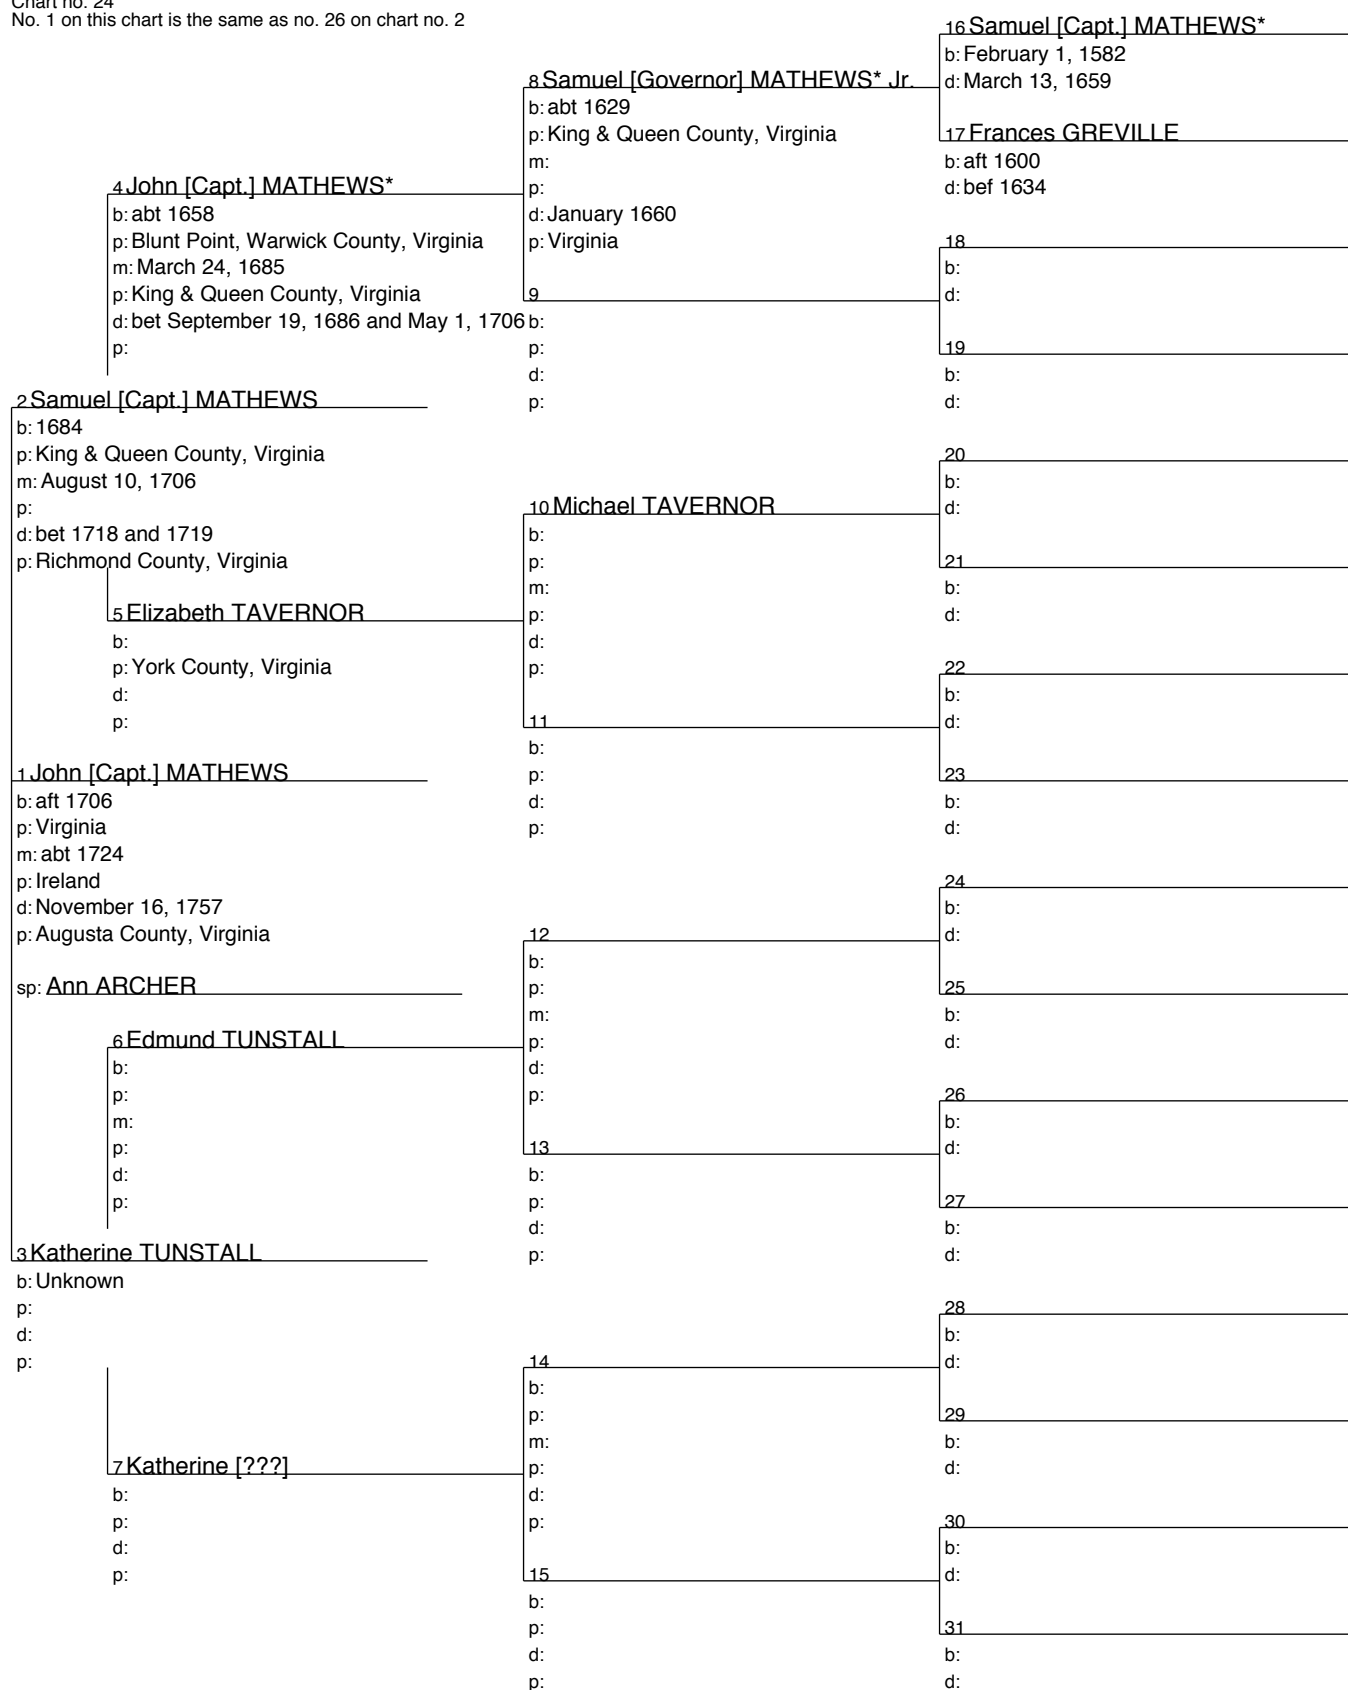 Chart no. 24
No. 1 on this chart is the same as no. 26 on chart no. 2
16 Samuel [Capt.] MATHEWS*
b: February 1, 1582
d: March 13, 1659
8 Samuel [Governor] MATHEWS* Jr.
b: abt 1629
p: King & Queen County, Virginia
m:
p:
d: January 1660
p: Virginia
17 Frances GREVILLE
b: aft 1600
d: bef 1634
4 John [Capt.] MATHEWS*
b: abt 1658
p: Blunt Point, Warwick County, Virginia
m: March 24, 1685
p: King & Queen County, Virginia
d: bet September 19, 1686 and May 1, 1706
p:
18
b:
d:
9
b:
p:
d:
p:
19
b:
d:
2 Samuel [Capt.] MATHEWS
b: 1684
p: King & Queen County, Virginia
m: August 10, 1706
p:
d: bet 1718 and 1719
p: Richmond County, Virginia
20
b:
d:
10 Michael TAVERNOR
b:
p:
m:
p:
d:
p:
21
b:
d:
5 Elizabeth TAVERNOR
b:
p: York County, Virginia
d:
p:
22
b:
d:
11
b:
p:
d:
p:
23
b:
d:
1 John [Capt.] MATHEWS
b: aft 1706
p: Virginia
m: abt 1724
p: Ireland
d: November 16, 1757
p: Augusta County, Virginia
sp: Ann ARCHER
24
b:
d:
12
b:
p:
m:
p:
d:
p:
25
b:
d:
6 Edmund TUNSTALL
b:
p:
m:
p:
d:
p:
26
b:
d:
13
b:
p:
d:
p:
27
b:
d:
3 Katherine TUNSTALL
b: Unknown
p:
d:
p:
28
b:
d:
14
b:
p:
m:
p:
d:
p:
29
b:
d:
7 Katherine [???]
b:
p:
d:
p:
30
b:
d:
15
b:
p:
d:
p:
31
b:
d: